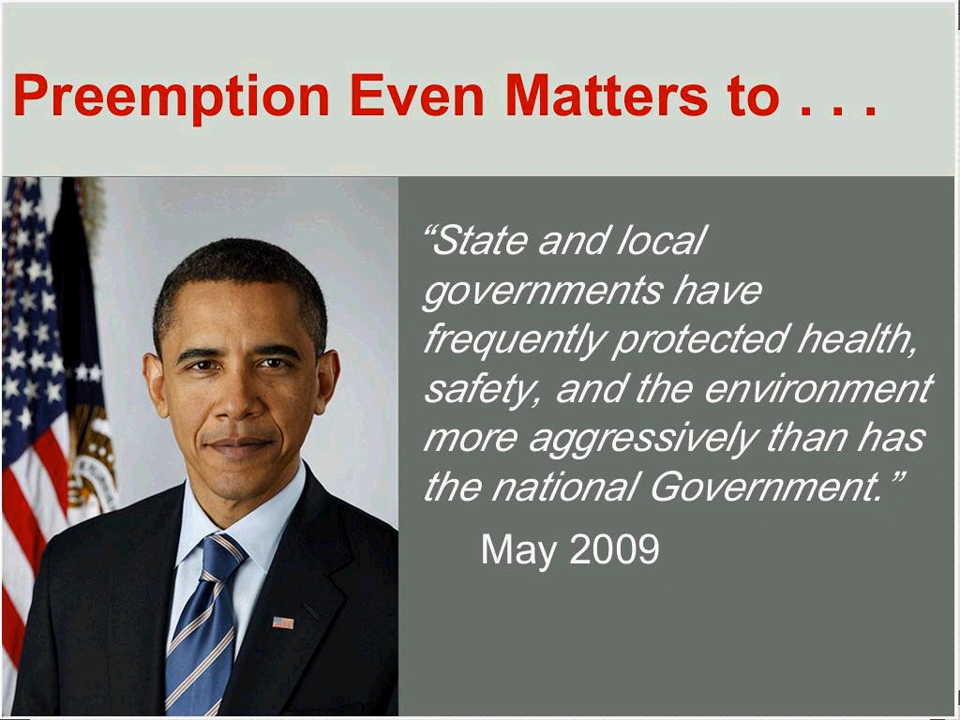 Preemption Even Matters to . . .
“State and local
governments have
frequently protected health,
safety, and the environment
more aggressively than has
the national Government.”
May 2009